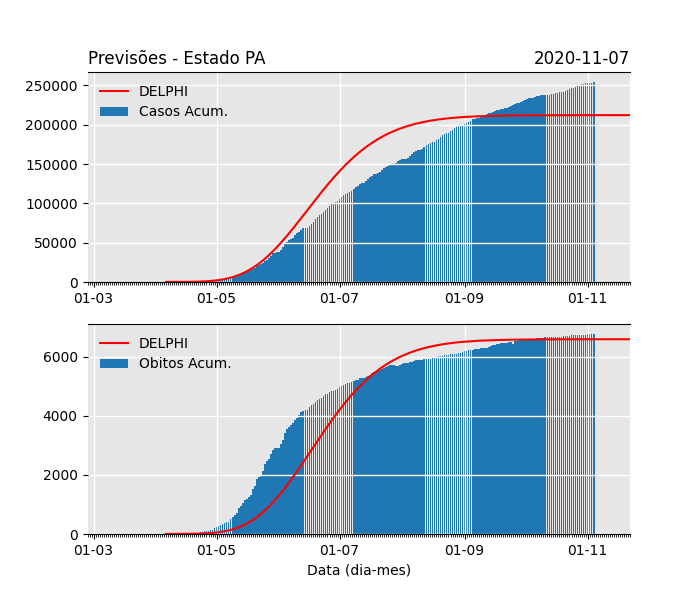 Previsões - Estado PA 2020-11-07
250000
200000
150000
100000
50000
0
DELPHI
Casos Acum.
01-03 01-05 01-07 01-09 01-11
6000
4000
2000
0
DELPHI
Obitos Acum.
01-03 01-05 01-07 01-09 01-11
Data (dia-mes)